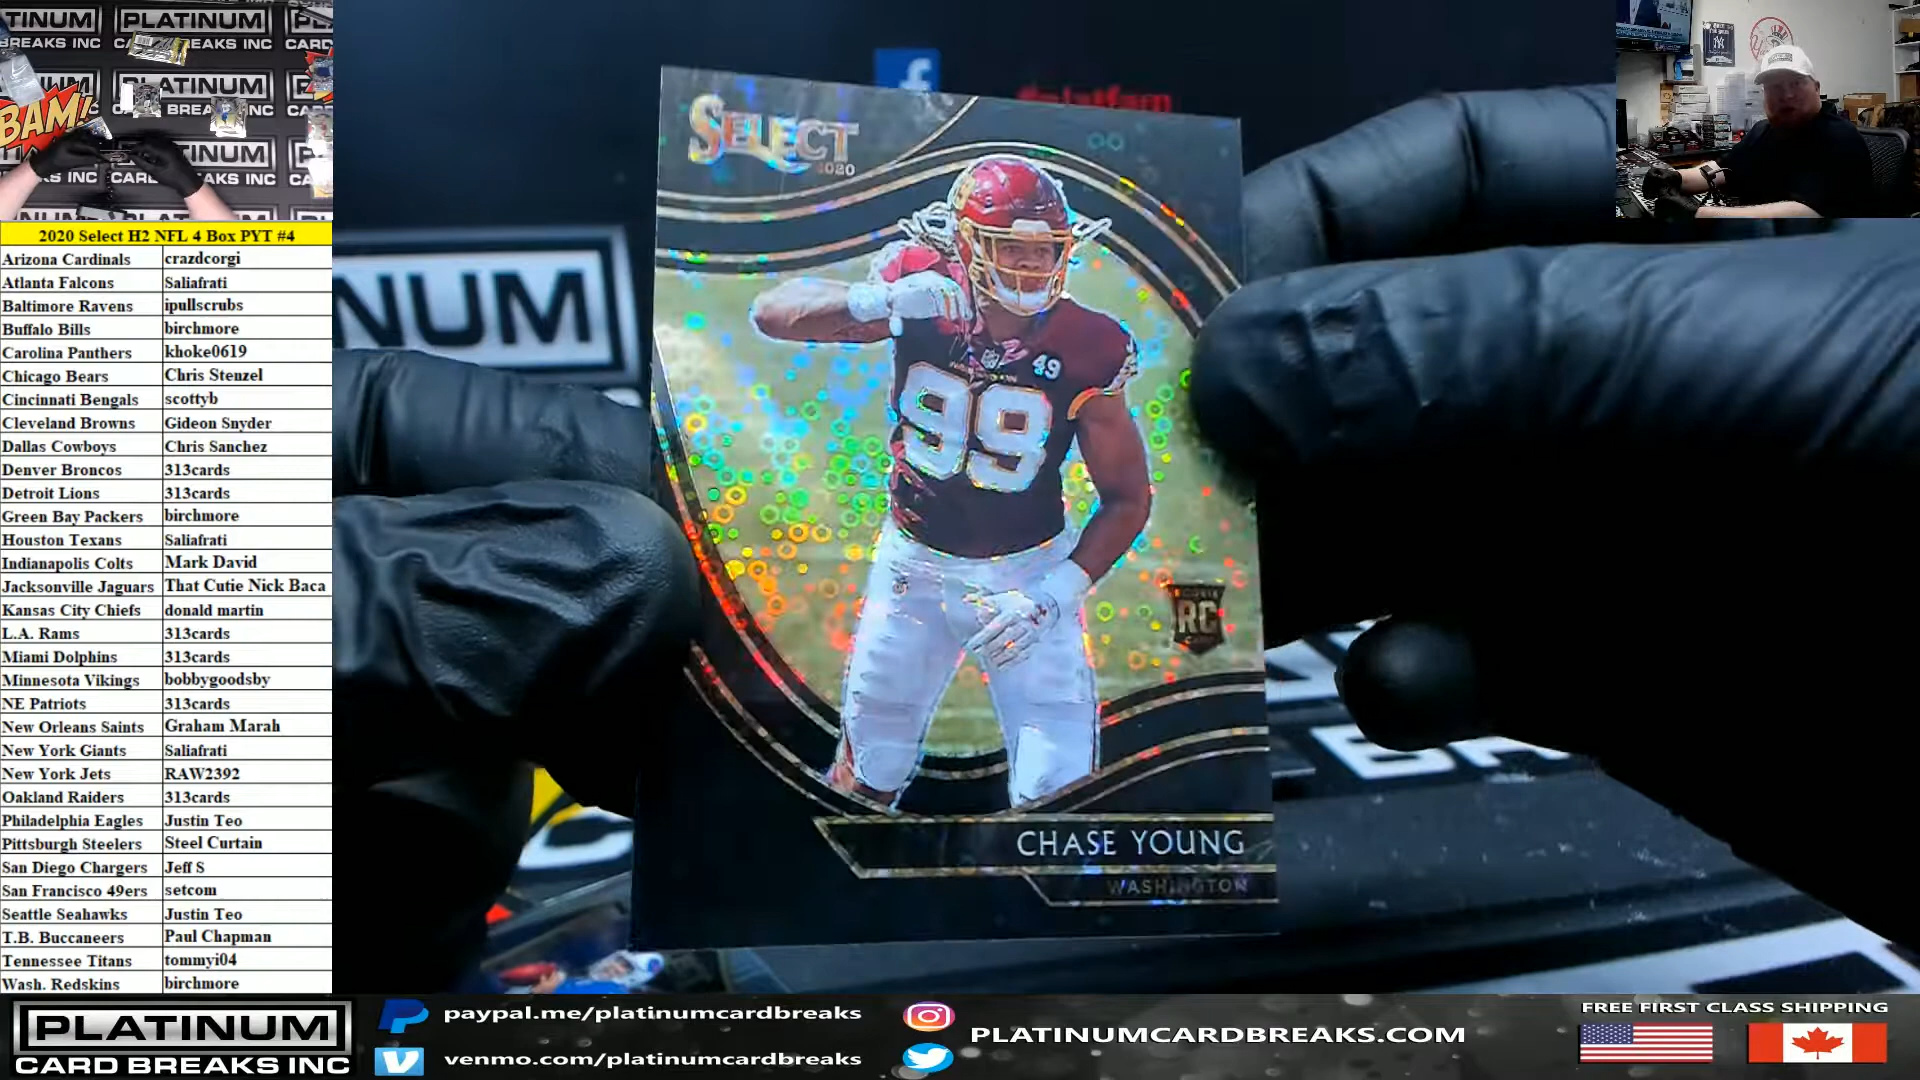 PLATINUM
CARD BREAKS INC
BAM!
2020 Select H2 NFL 4 Box PYT #4
Arizona Cardinals crazdcorgi
Atlanta Falcons Saliafrati
Baltimore Ravens ipullscrubs
Buffalo Bills birchmore
Carolina Panthers khoke0619
Chicago Bears Chris Stenzel
Cincinnati Bengals scottyb
Cleveland Browns Gideon Snyder
Dallas Cowboys Chris Sanchez
Denver Broncos 313cards
Detroit Lions 313cards
Green Bay Packers birchmore
Houston Texans Saliafrati
Indianapolis Colts Mark David
Jacksonville Jaguars That Cutie Nick Baca
Kansas City Chiefs donald martin
L.A. Rams 313cards
Miami Dolphins 313cards
Minnesota Vikings bobbygoodsby
NE Patriots 313cards
New Orleans Saints Graham Marah
New York Giants Saliafrati
New York Jets RAW2392
Oakland Raiders 313cards
Philadelphia Eagles Justin Teo
Pittsburgh Steelers Steel Curtain
San Diego Chargers Jeff S
San Francisco 49ers setcom
Seattle Seahawks Justin Teo
T.B. Buccaneers Paul Chapman
Tennessee Titans tommyi04
Wash. Redskins birchmore
f
#platfam
NUM
SELECT
2020
49
99
ROOKIE
RC
CHASE YOUNG
WASHINGTON
PLATINUM
CARD BREAKS INC
paypal.me/platinumcardbreaks
venmo.com/platinumcardbreaks
PLATINUMCARDBREAKS.COM
FREE FIRST CLASS SHIPPING